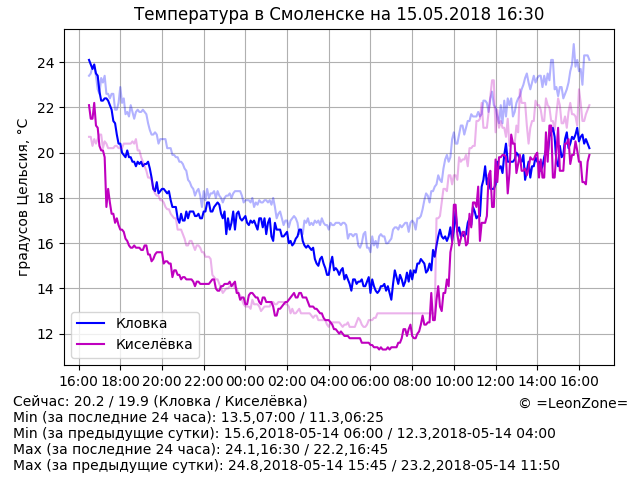 Температура в Смоленске на 15.05.2018 16:30
градусов Цельсия, °C
24
22
20
18
16
14
12
Кловка
Киселёвка
16:00 18:00 20:00 22:00 00:00 02:00 04:00 06:00 08:00 10:00 12:00 14:00 16:00
Сейчас: 20.2 / 19.9 (Кловка / Киселёвка)
© =LeonZone=
Min (за последние 24 часа): 13.5,07:00 / 11.3,06:25
Min (за предыдущие сутки): 15.6,2018-05-14 06:00 / 12.3,2018-05-14 04:00
Max (за последние 24 часа): 24.1,16:30 / 22.2,16:45
Max (за предыдущие сутки): 24.8,2018-05-14 15:45 / 23.2,2018-05-14 11:50